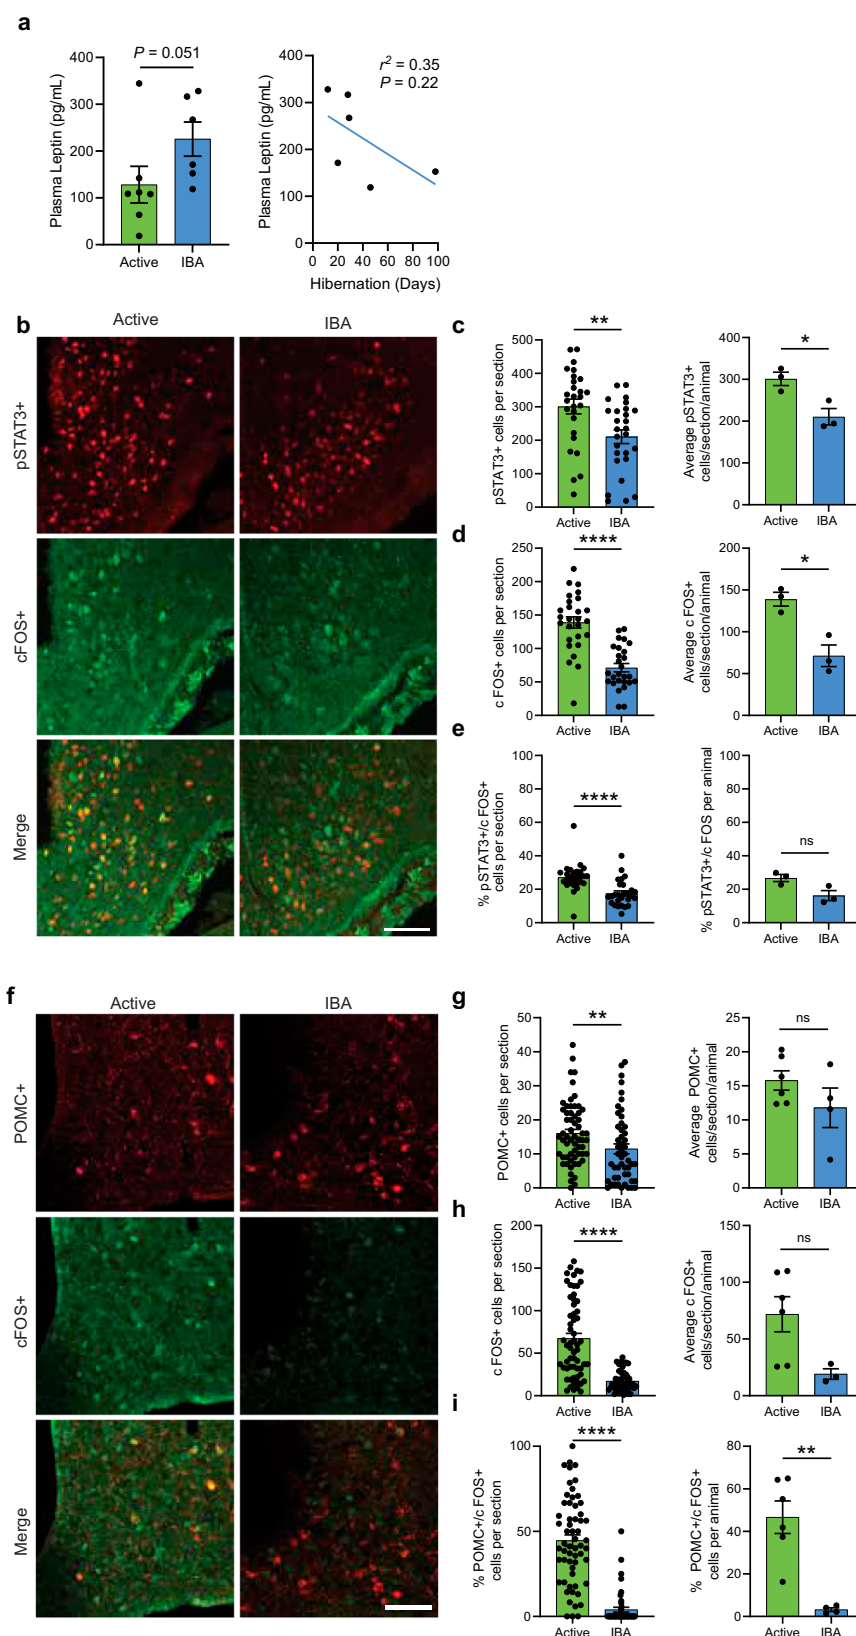 a
P = 0.051
400
300
200
100
0
Plasma Leptin (pg/mL)
Active
IBA
r² = 0.35
P = 0.22
400
300
200
100
0
Plasma Leptin (pg/mL)
0 20 40 60 80 100
Hibernation (Days)
b
Active
IBA
pSTAT3+
cFOS+
Merge
c
**
500
400
300
200
100
0
pSTAT3+ cells per section
Active
IBA
*
400
300
200
100
0
Average pSTAT3+
cells/section/animal
Active
IBA
d
****
250
200
150
100
50
0
c FOS+ cells per section
Active
IBA
*
200
150
100
50
0
Average c FOS+
cells/section/animal
Active
IBA
e
****
100
80
60
40
20
0
% pSTAT3+/c FOS+
cells per section
Active
IBA
ns
100
80
60
40
20
0
% pSTAT3+/c FOS per animal
Active
IBA
f
Active
IBA
POMC+
cFOS+
Merge
g
**
50
40
30
20
10
0
POMC+ cells per section
Active
IBA
ns
25
20
15
10
5
0
Average POMC+
cells/section/animal
Active
IBA
h
****
200
150
100
50
0
c FOS+ cells per section
Active
IBA
ns
150
100
50
0
Average c FOS+
cells/section/animal
Active
IBA
i
****
100
50
0
% POMC+/c FOS+
cells per section
Active
IBA
**
80
60
40
20
0
% POMC+/c FOS+
cells per animal
Active
IBA